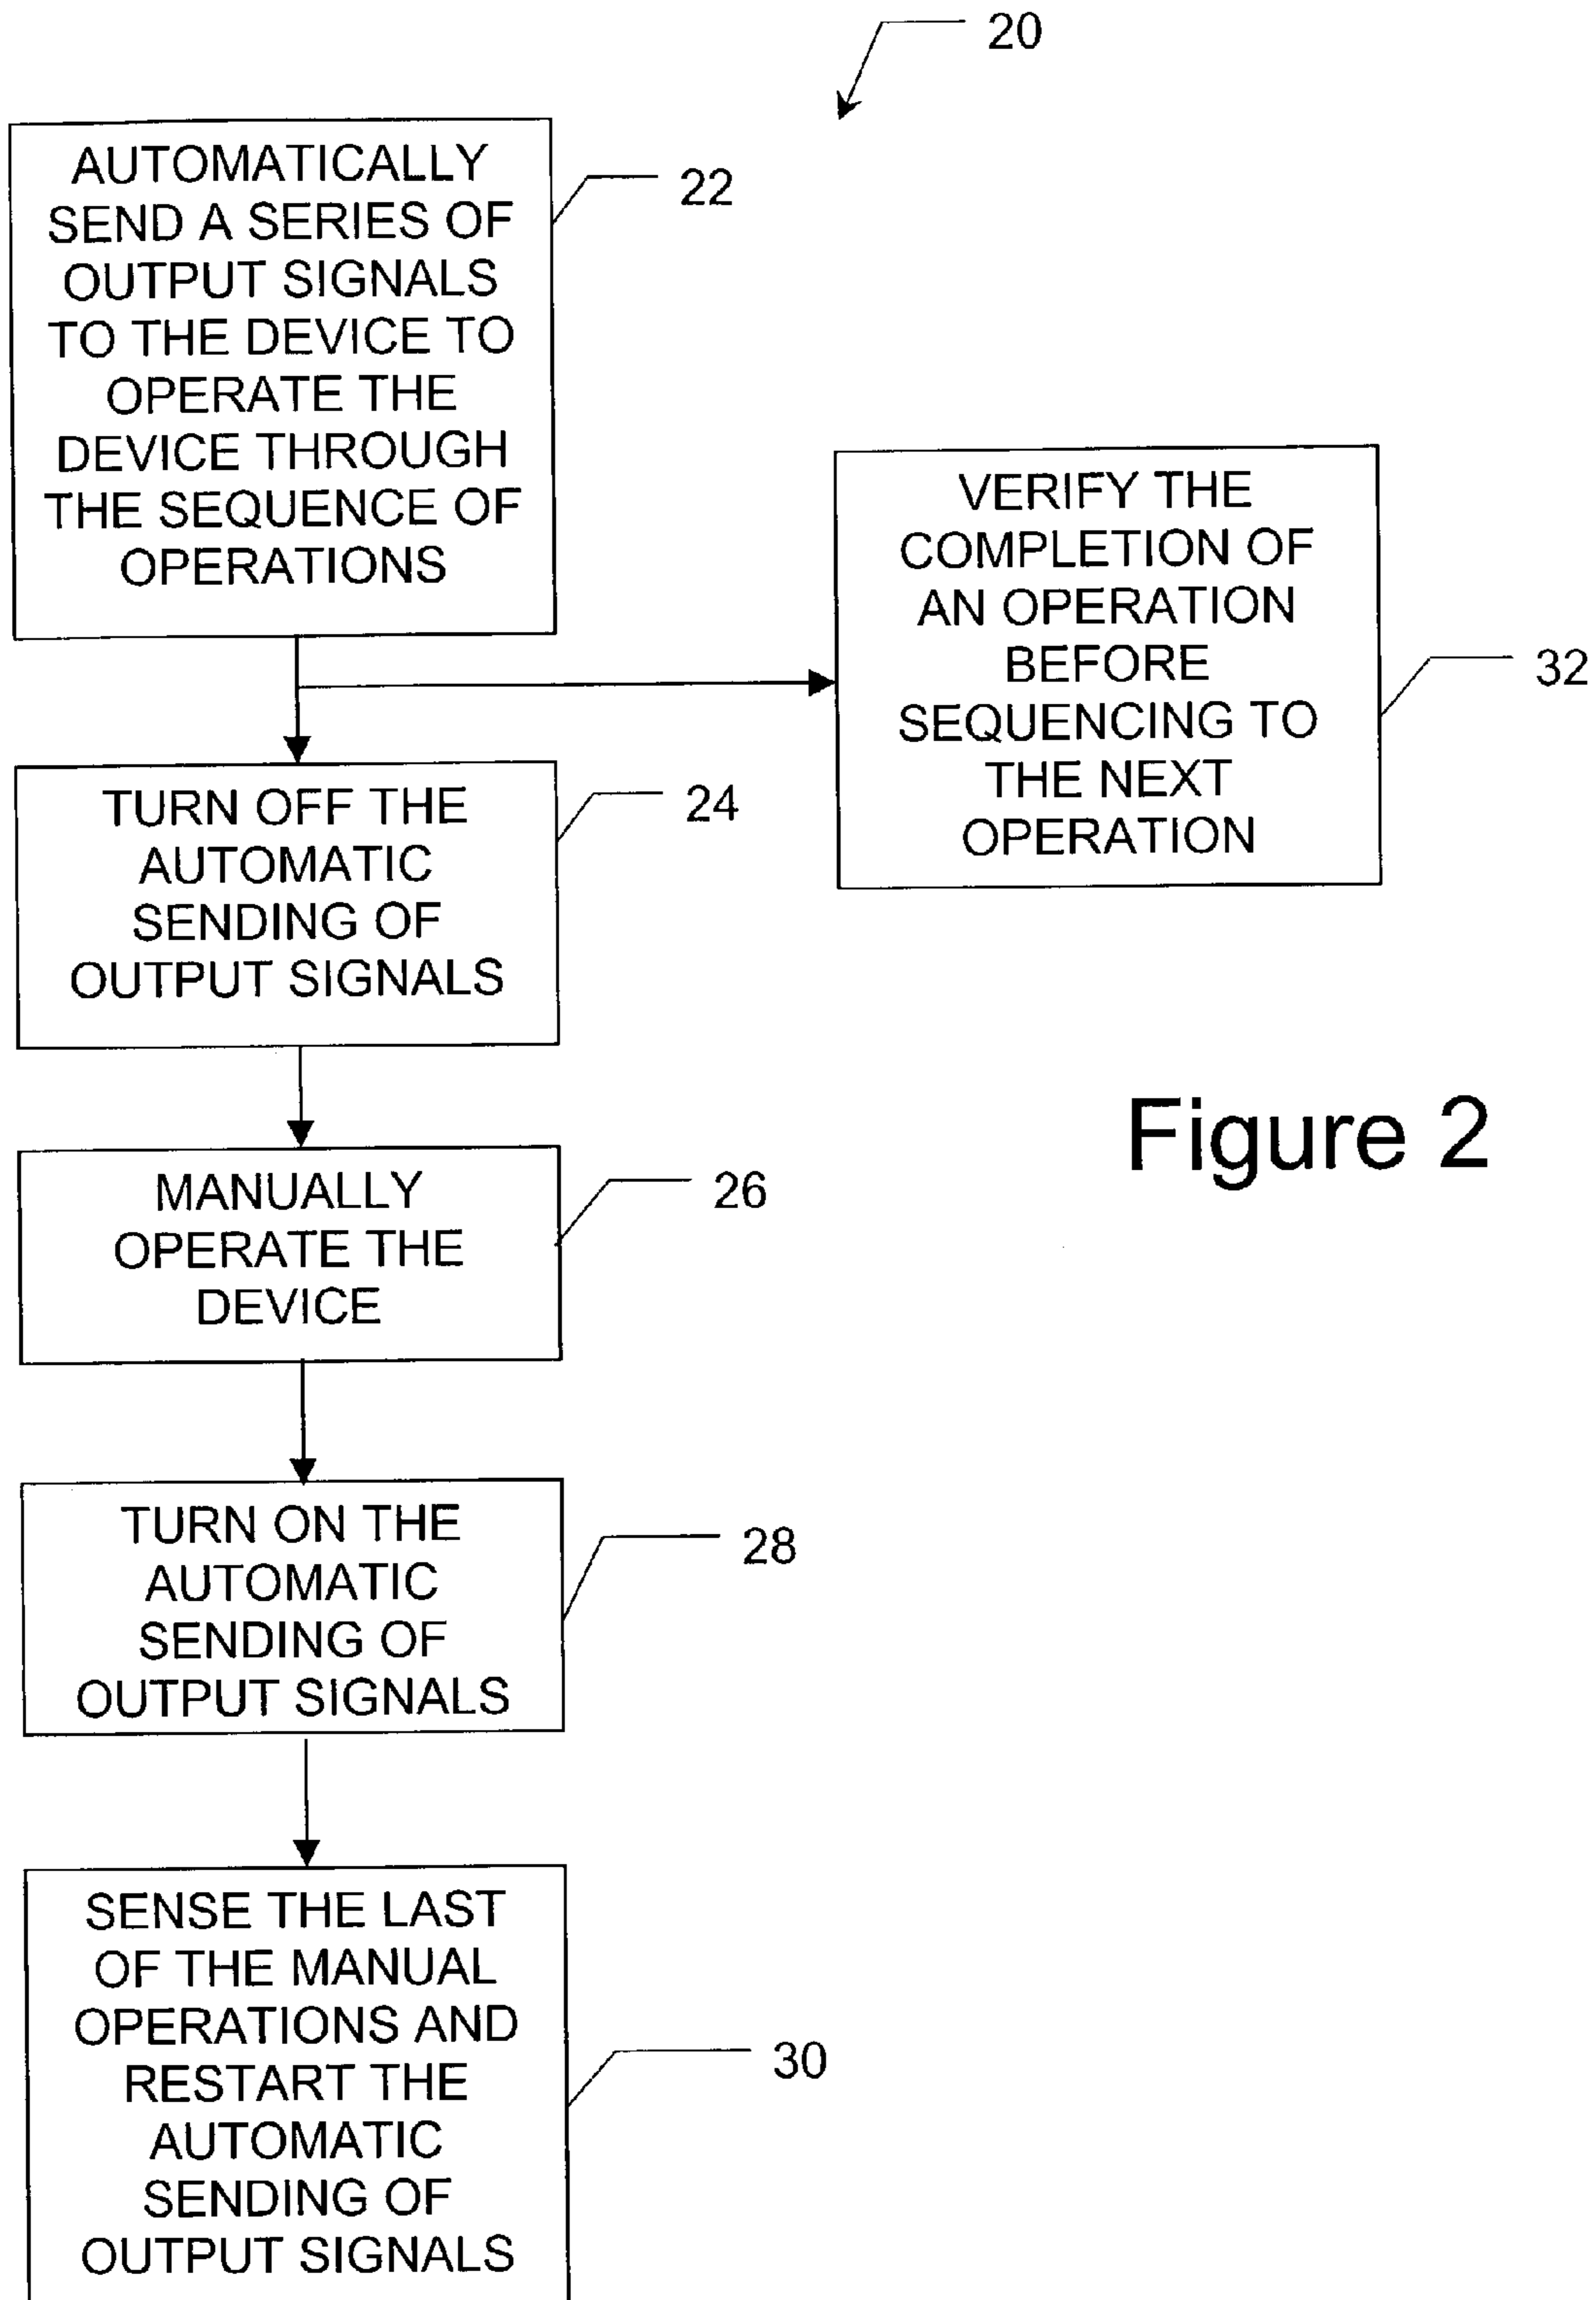 20
AUTOMATICALLY
SEND A SERIES OF
OUTPUT SIGNALS
TO THE DEVICE TO
OPERATE THE
DEVICE THROUGH
THE SEQUENCE OF
OPERATIONS
22
VERIFY THE
COMPLETION OF
AN OPERATION
BEFORE
SEQUENCING TO
THE NEXT
OPERATION
32
TURN OFF THE
AUTOMATIC
SENDING OF
OUTPUT SIGNALS
24
Figure 2
MANUALLY
OPERATE THE
DEVICE
26
TURN ON THE
AUTOMATIC
SENDING OF
OUTPUT SIGNALS
28
SENSE THE LAST
OF THE MANUAL
OPERATIONS AND
RESTART THE
AUTOMATIC
SENDING OF
OUTPUT SIGNALS
30